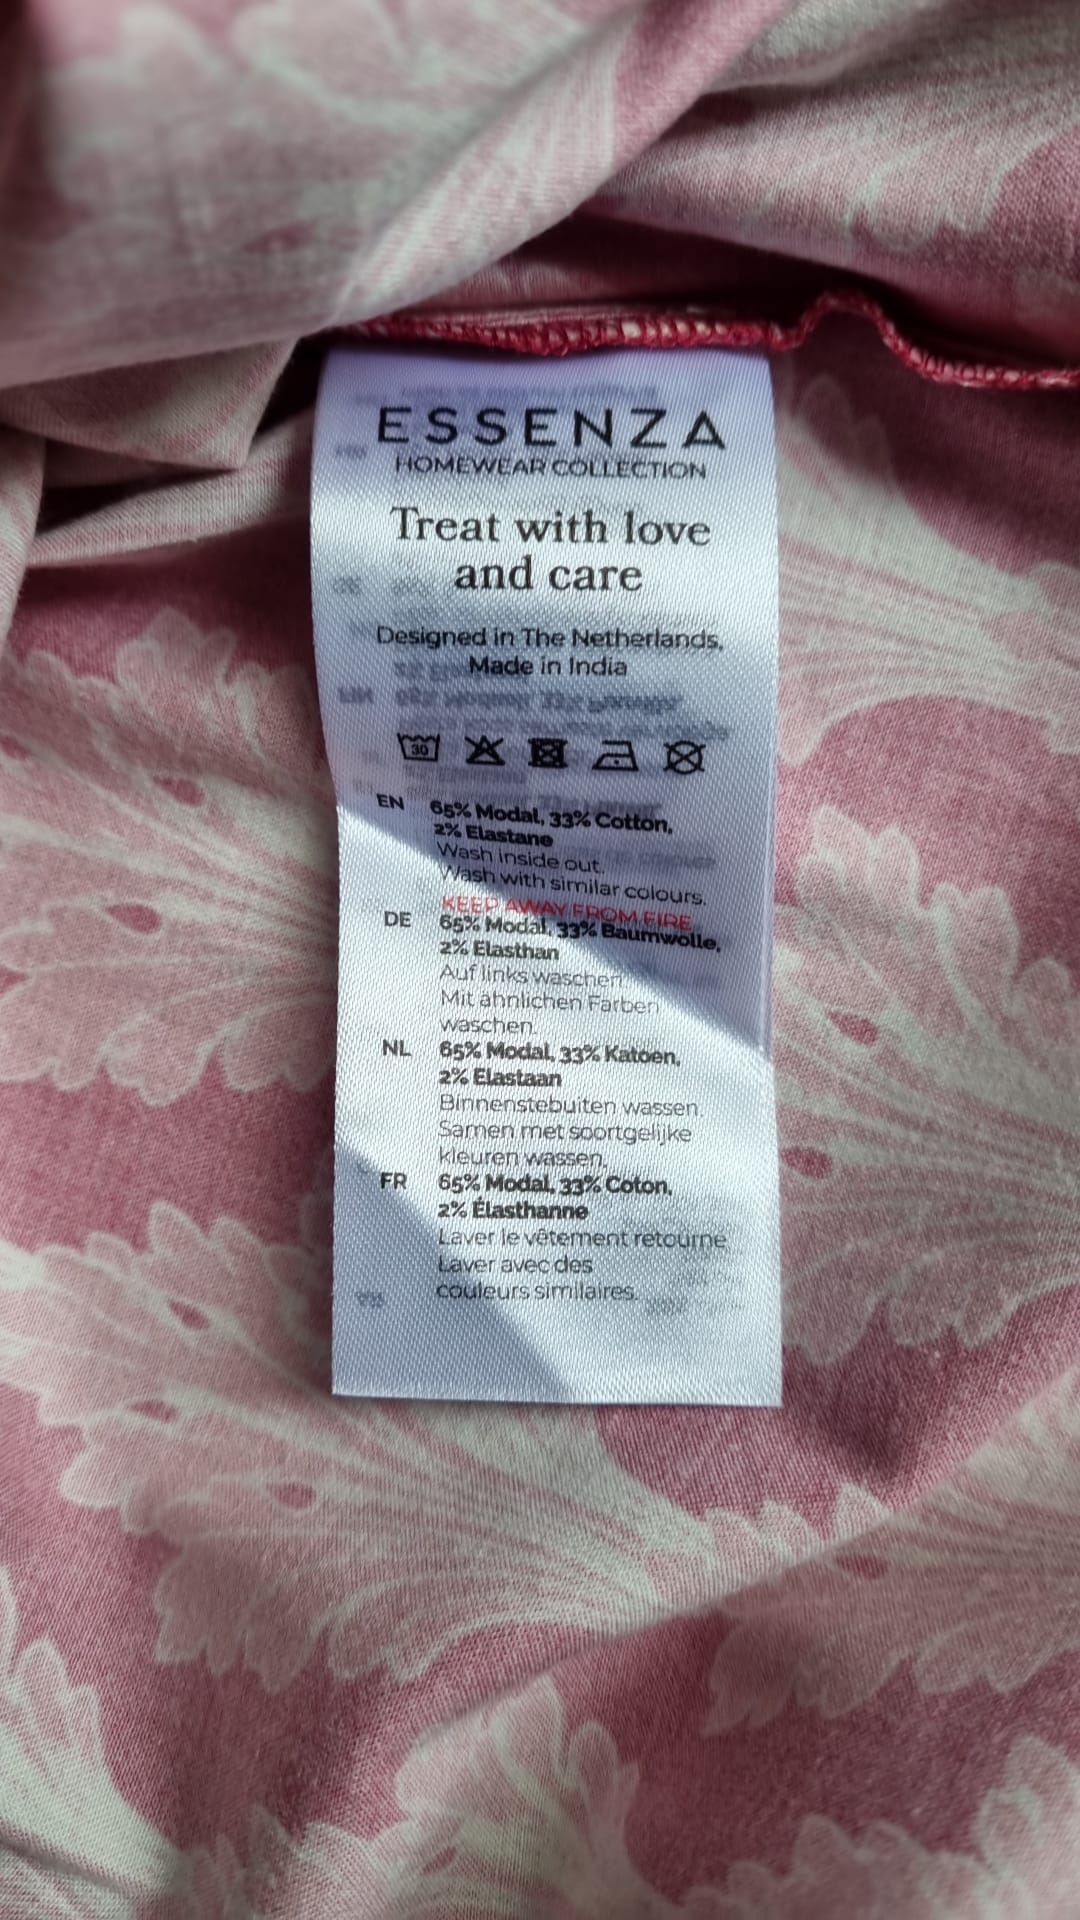 ESSENZA
HOMEWEAR COLLECTION
Treat with love
and care
Designed in The Netherlands,
Made in India
30
EN 65% Modal, 33% Cotton,
2% Elastane
Wash inside out.
Wash with similar colours.
KEEP AWAY FROM FIRE
DE 65% Modal, 33% Baumwolle,
2% Elasthan
Auf links waschen.
Mit ähnlichen Farben
waschen.
NL 65% Modal, 33% Katoen,
2% Elastaan
Binnenstebuiten wassen.
Samen met soortgelijke
kleuren wassen.
FR 65% Modal, 33% Coton,
2% Élasthanne
Laver le vêtement retourne
Laver avec des
couleurs similaires.